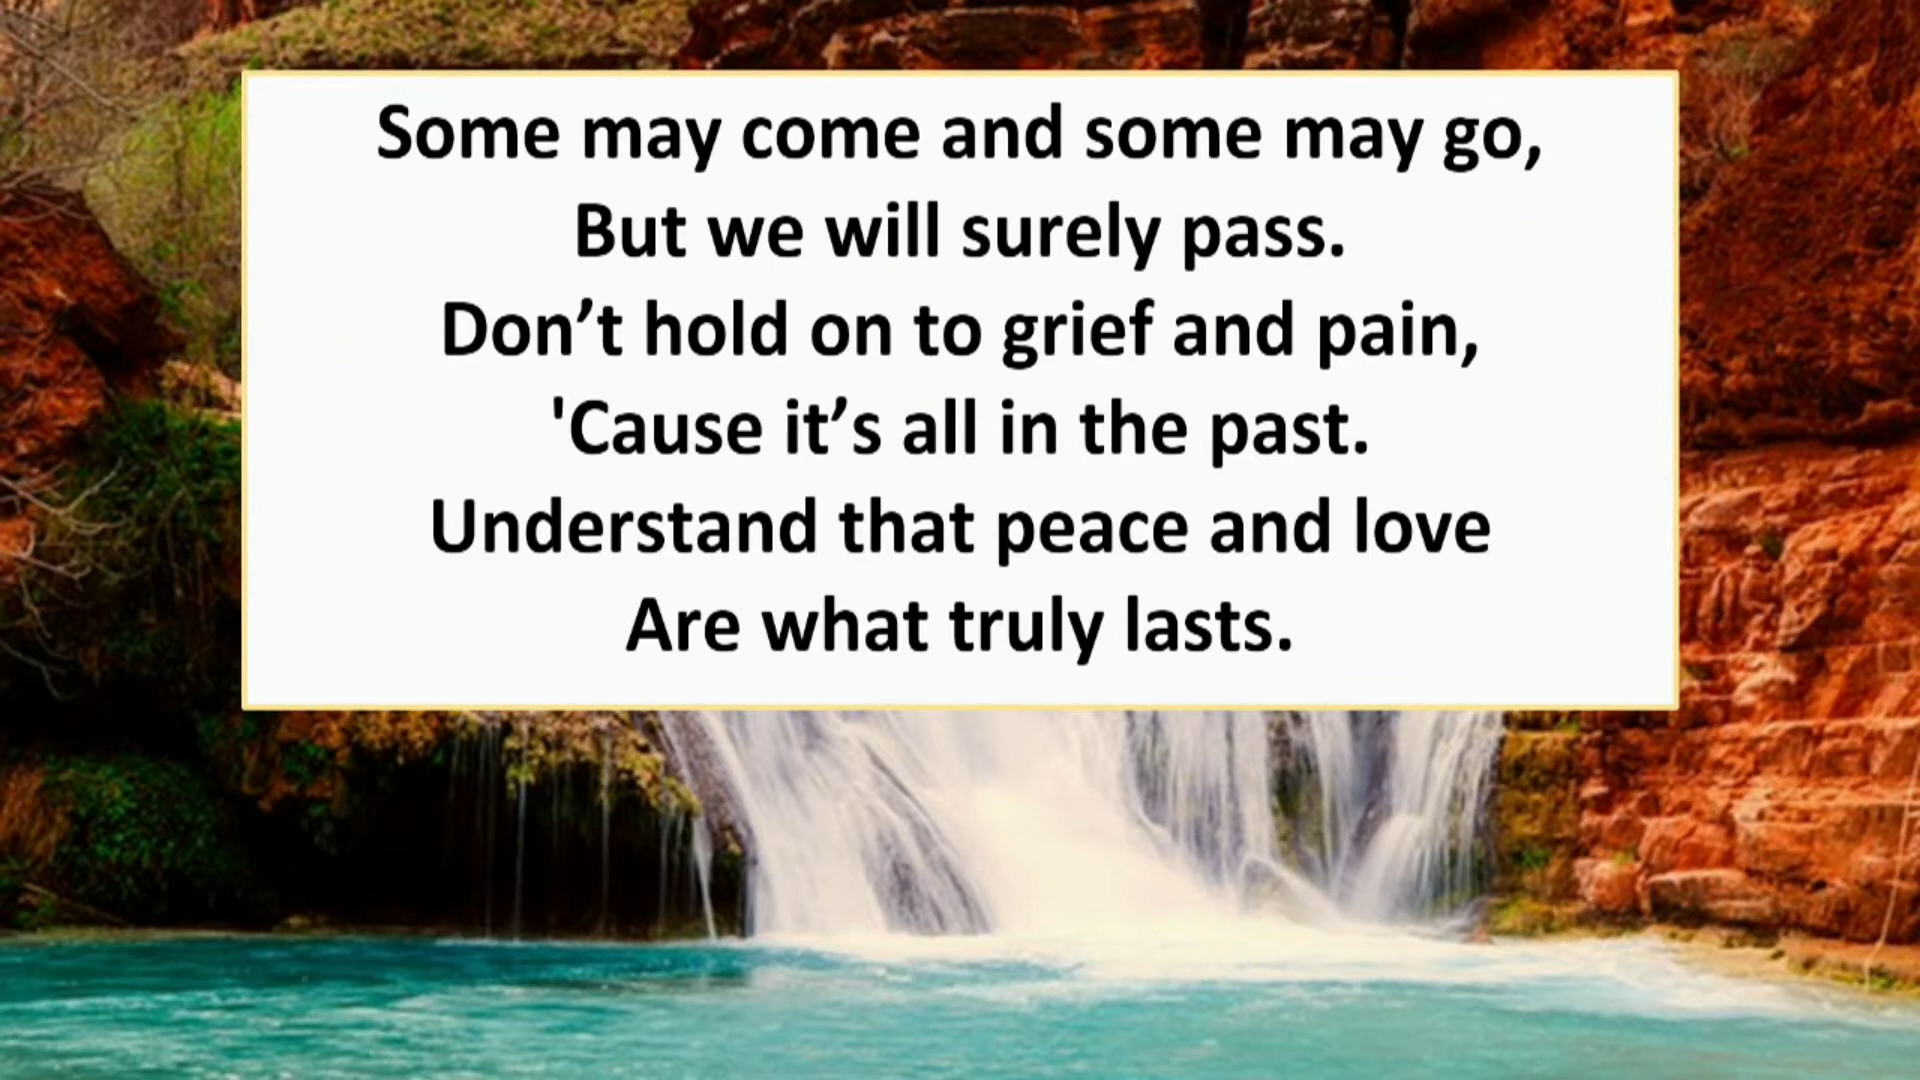 Some may come and some may go,
But we will surely pass.
Don’t hold on to grief and pain,
'Cause it’s all in the past.
Understand that peace and love
Are what truly lasts.